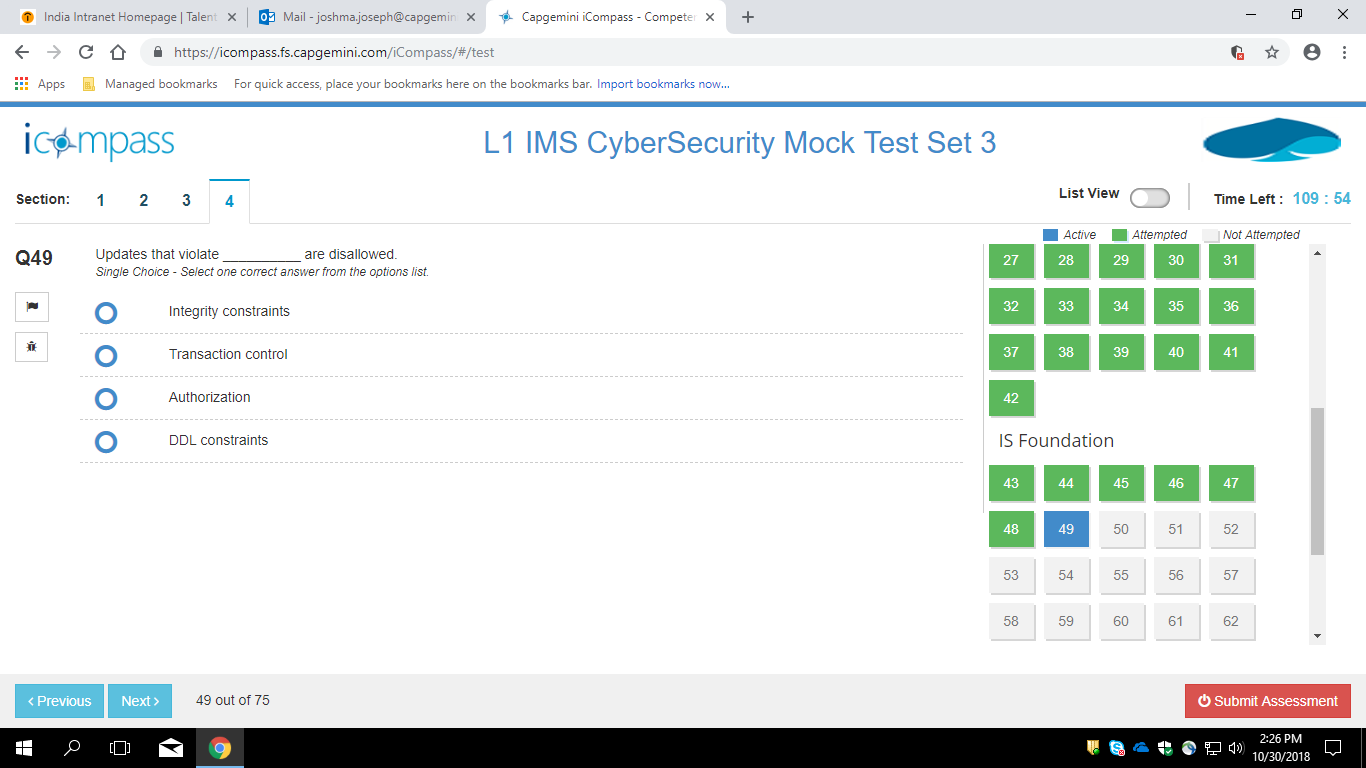 India Intranet Homepage | Talent
Mail - joshma.joseph@capgemin
Capgemini iCompass - Competer
https://icompass.fs.capgemini.com/iCompass/#/test
Apps
Managed bookmarks
For quick access, place your bookmarks here on the bookmarks bar. Import bookmarks now...
icompass
L1 IMS CyberSecurity Mock Test Set 3
Section: 1 2 3 4
List View
Time Left : 109 : 54
Active Attempted Not Attempted
Q49
Updates that violate __________ are disallowed.
Single Choice - Select one correct answer from the options list.
Integrity constraints
Transaction control
Authorization
DDL constraints
27 28 29 30 31
32 33 34 35 36
37 38 39 40 41
42
IS Foundation
43 44 45 46 47
48 49 50 51 52
53 54 55 56 57
58 59 60 61 62
Previous
Next
49 out of 75
Submit Assessment
2:26 PM
10/30/2018